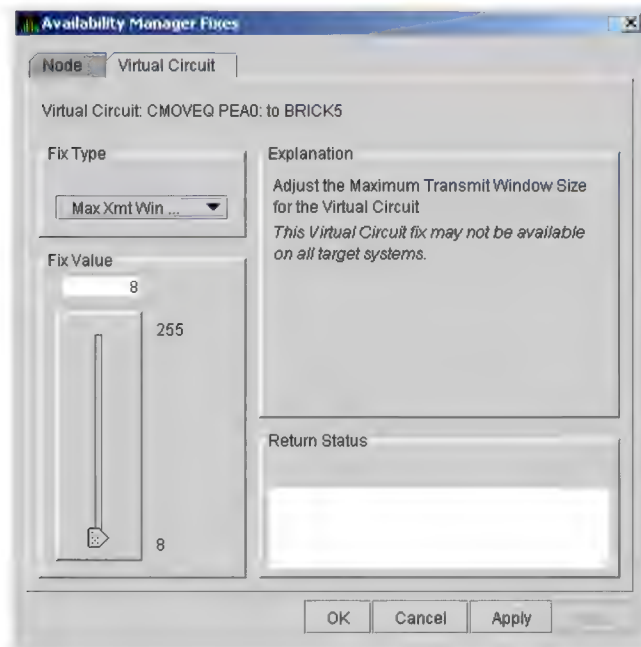 Availability Manager Fixes
Node
Virtual Circuit
Virtual Circuit: CMOVEQ PEA0: to BRICK5
Fix Type
Max Xmt Win ...
Explanation
Adjust the Maximum Transmit Window Size
for the Virtual Circuit
This Virtual Circuit fix may not be available
on all target systems.
Fix Value
8
255
8
Return Status
OK
Cancel
Apply